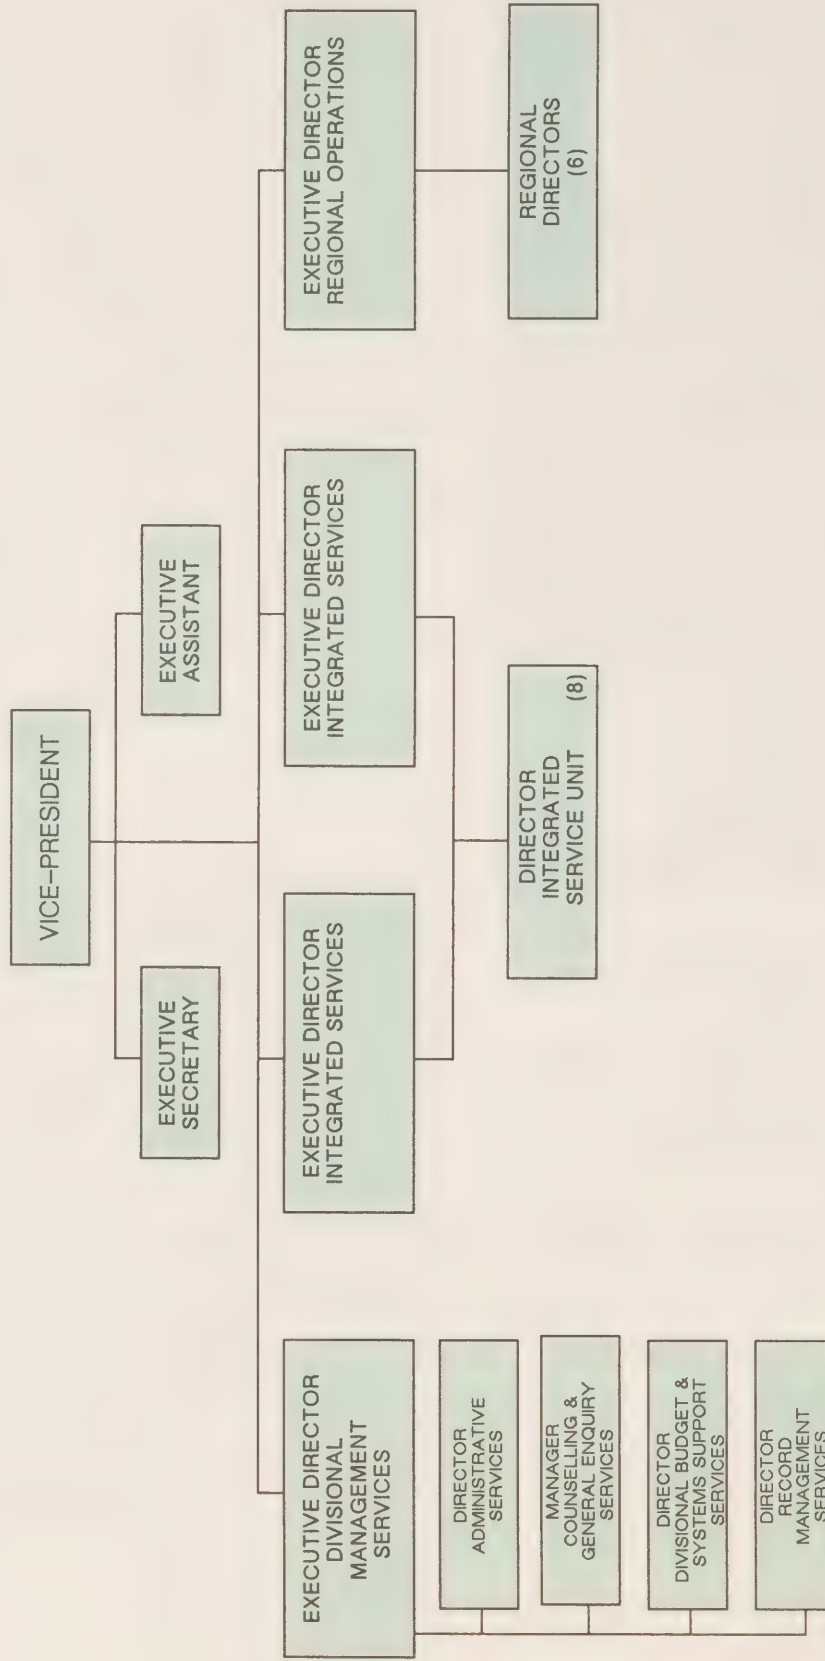 VICE-PRESIDENT
EXECUTIVE
SECRETARY
EXECUTIVE
ASSISTANT
EXECUTIVE DIRECTOR
DIVISIONAL
MANAGEMENT
SERVICES
EXECUTIVE DIRECTOR
INTEGRATED SERVICES
EXECUTIVE DIRECTOR
INTEGRATED SERVICES
EXECUTIVE DIRECTOR
REGIONAL OPERATIONS
DIRECTOR
ADMINISTRATIVE
SERVICES
MANAGER
COUNSELLING &
GENERAL ENQUIRY
SERVICES
DIRECTOR
DIVISIONAL BUDGET &
SYSTEMS SUPPORT
SERVICES
DIRECTOR
RECORD
MANAGEMENT
SERVICES
DIRECTOR
INTEGRATED
SERVICE UNIT (8)
REGIONAL
DIRECTORS
(6)